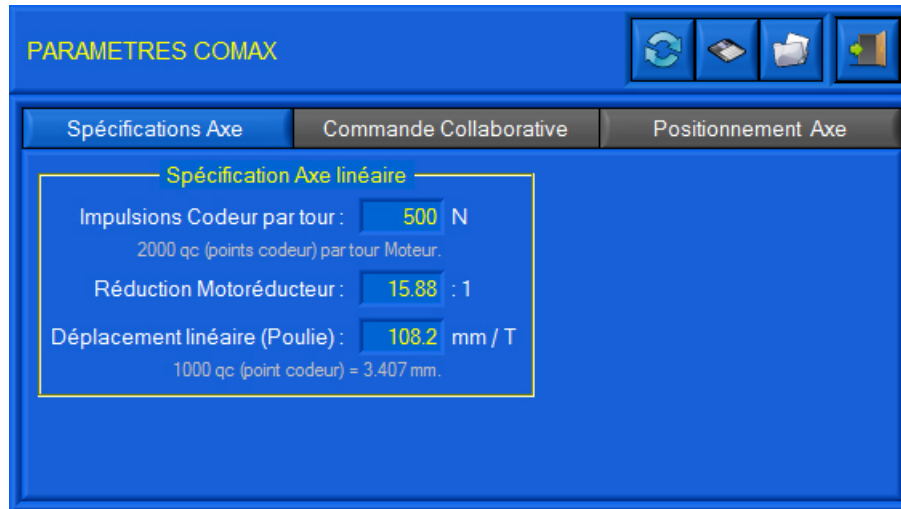 PARAMETRES COMAX
Spécifications Axe Commande Collaborative Positionnement Axe
Spécification Axe linéaire
Impulsions Codeur par tour : 500 N
2000 qc (points codeur) par tour Moteur.
Réduction Motoréducteur : 15.88 : 1
Déplacement linéaire (Poulie) : 108.2 mm / T
1000 qc (point codeur) = 3.407 mm.